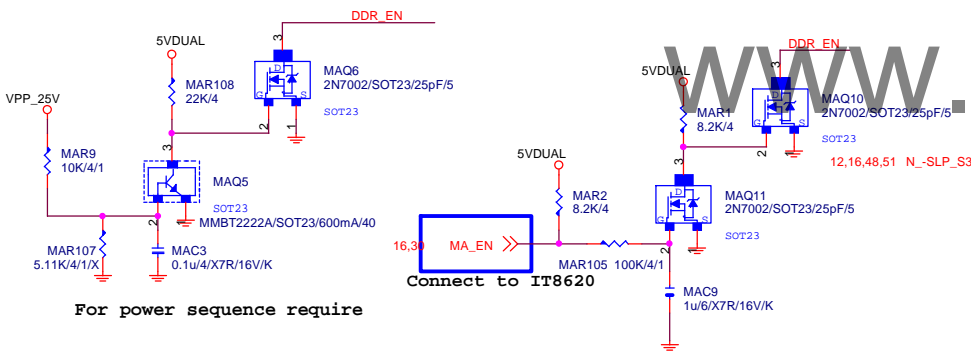 DDR_EN
5VDUAL
3
D
G
S
MAQ6
2N7002/SOT23/25pF/5
SOT23
MAR108
22K/4
2
1
VPP_25V
MAR9
10K/4/1
3
MAQ5
SOT23
MMBT2222A/SOT23/600mA/40
2
1
MAR107
5.11K/4/1/X
MAC3
0.1u/4/X7R/16V/K
For power sequence require
www.
DDR_EN
5VDUAL
3
D
G
S
MAQ10
2N7002/SOT23/25pF/5
SOT23
MAR1
8.2K/4
2
1
12,16,48,51 N_-SLP_S3
5VDUAL
MAR2
8.2K/4
3
D
G
S
MAQ11
2N7002/SOT23/25pF/5
SOT23
2
1
16,30 MA_EN
MAR105 100K/4/1
Connect to IT8620
MAC9
1u/6/X7R/16V/K